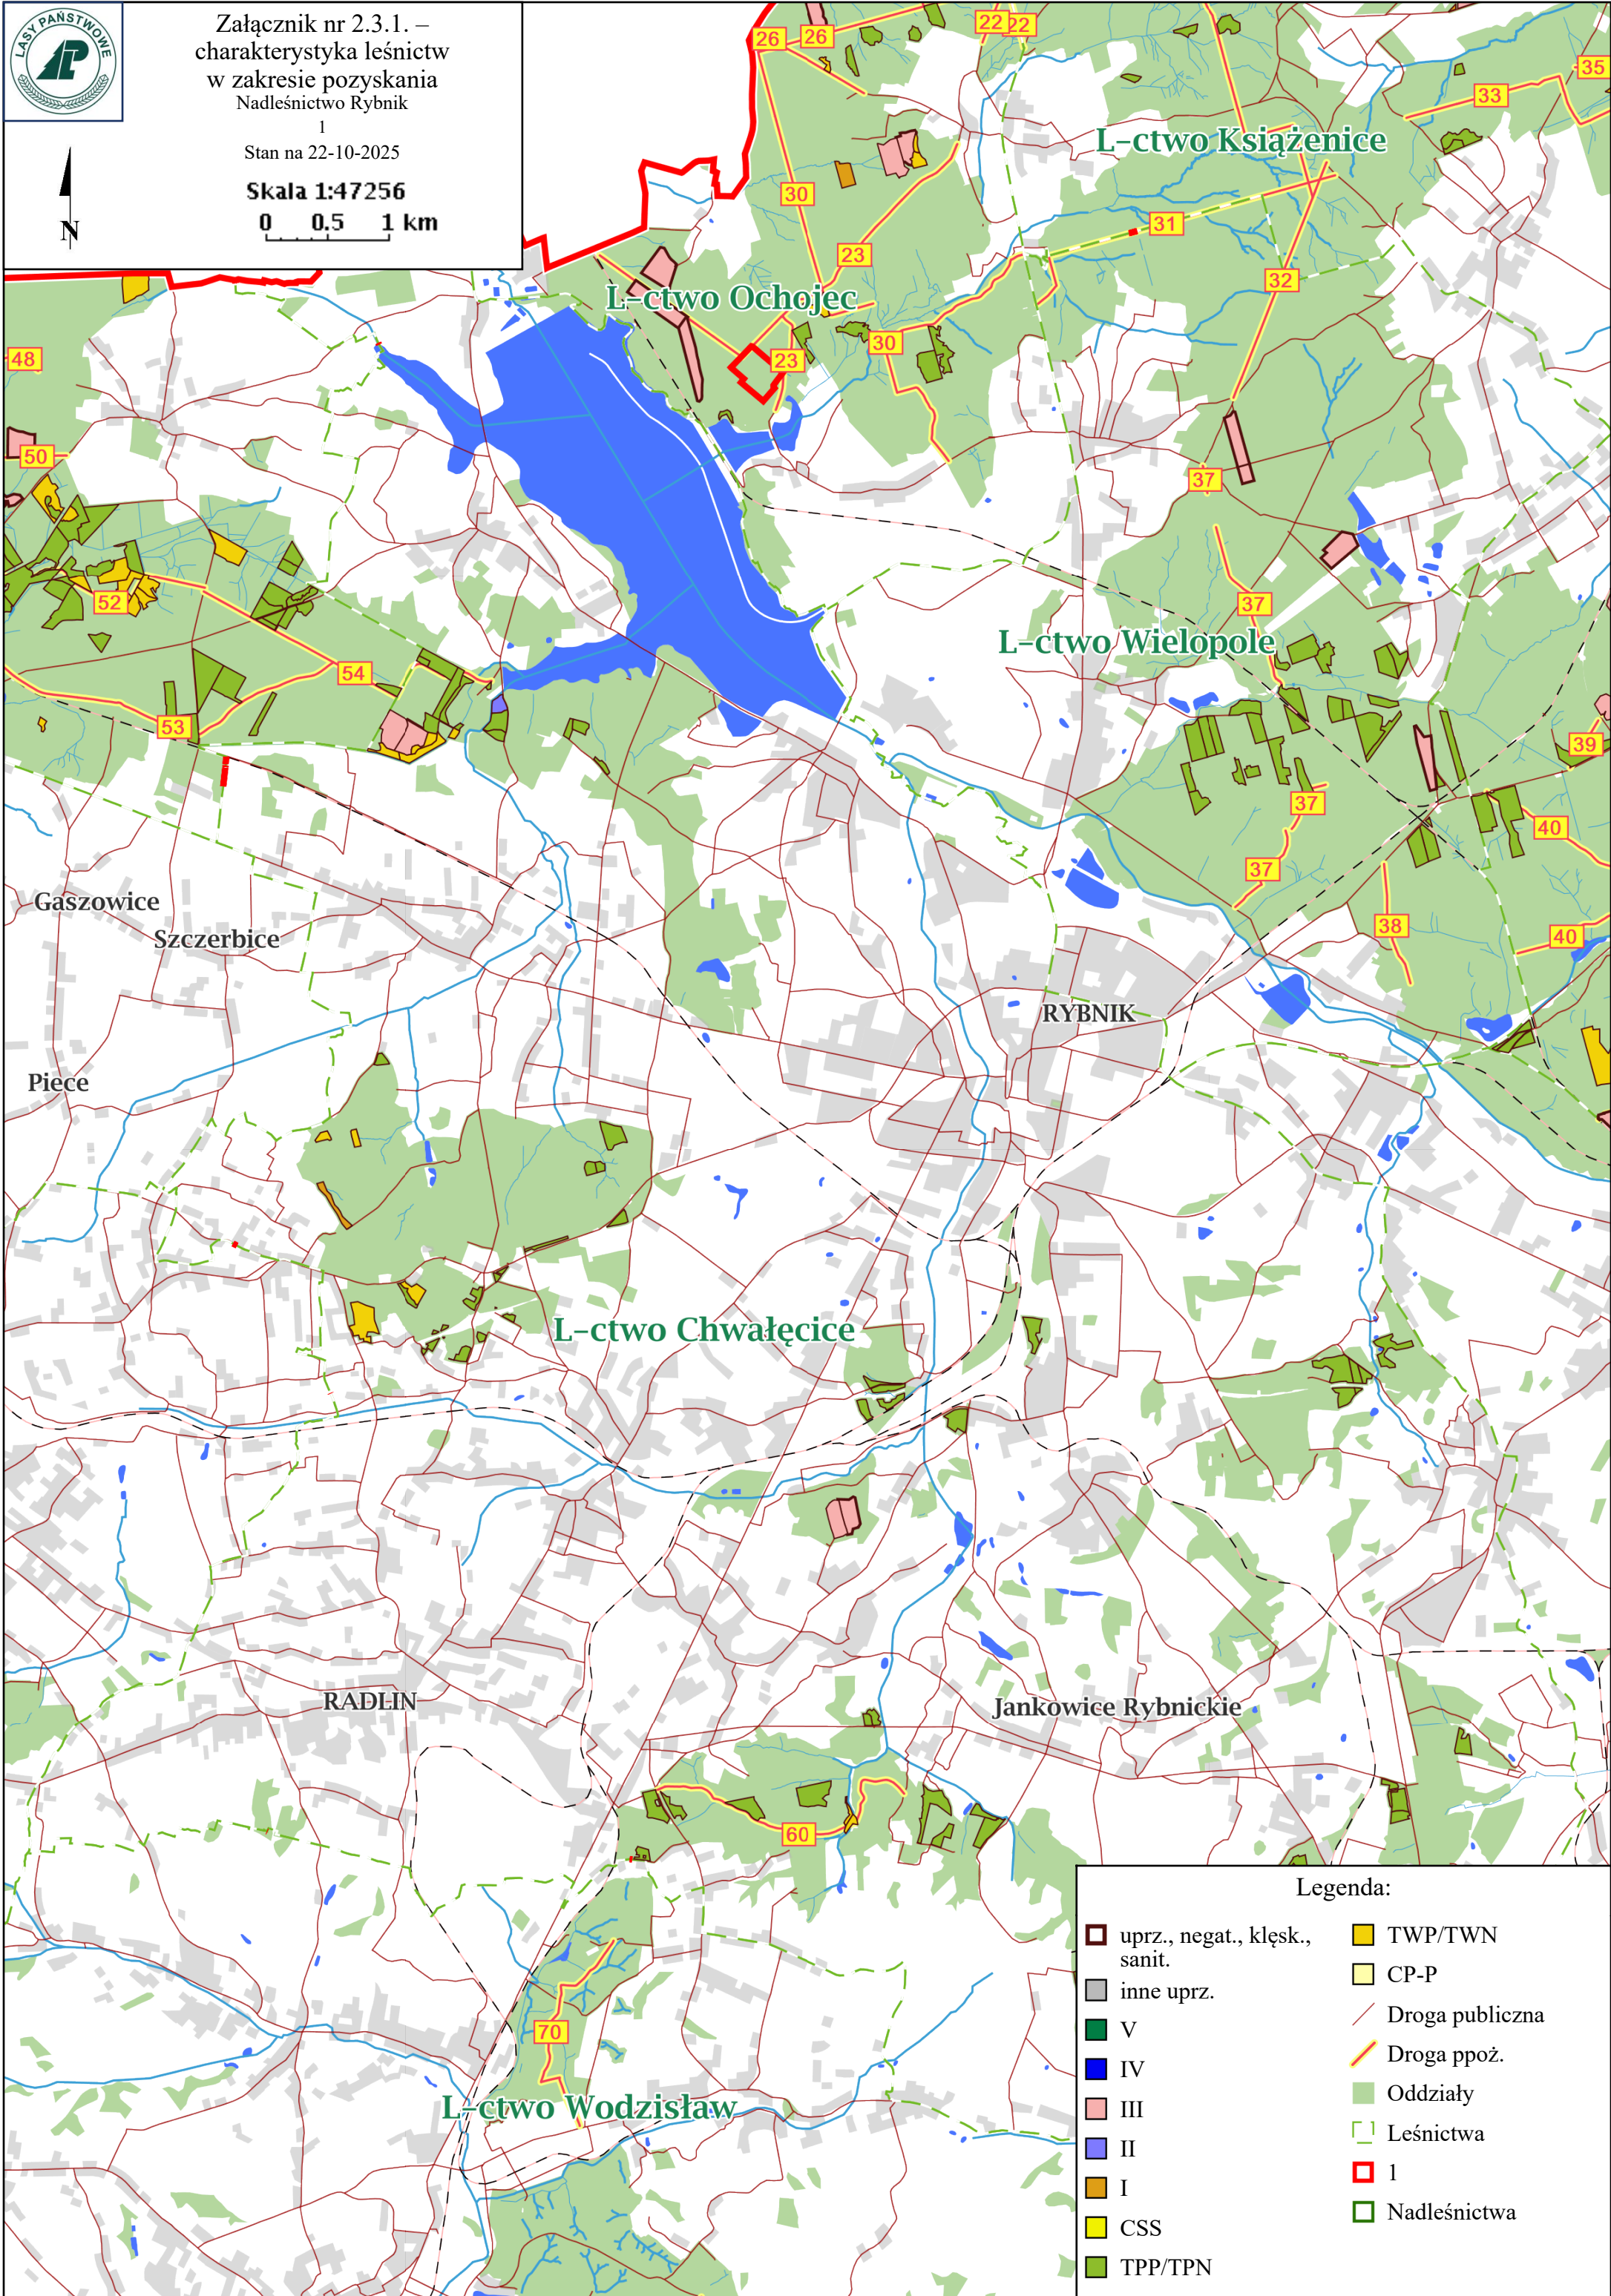 LASY PAŃSTWOWE
Załącznik nr 2.3.1. –
charakterystyka leśnictw
w zakresie pozyskania
Nadleśnictwo Rybnik
1
Stan na 22-10-2025
Skala 1:47256
0 0.5 1 km
N
26
26
22
22
35
33
L-ctwo Książenice
30
31
23
32
L-ctwo Ochojec
30
23
48
50
37
52
37
L-ctwo Wielopole
54
53
39
37
40
37
Gaszowice
38
Szczerbice
40
RYBNIK
Piece
L-ctwo Chwałęcice
RADLIN
Jankowice Rybnickie
60
70
L-ctwo Wodzisław
Legenda:
uprz., negat., klęsk.,
sanit.
inne uprz.
V
IV
III
II
I
CSS
TPP/TPN
TWP/TWN
CP-P
Droga publiczna
Droga ppoż.
Oddziały
Leśnictwa
1
Nadleśnictwa